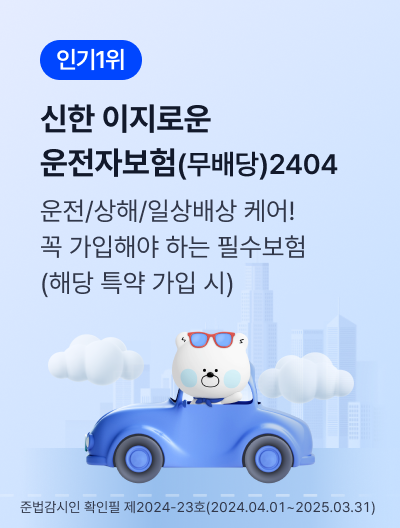 인기1위
신한 이지로운
운전자보험(무배당)2404
운전/상해/일상배상 케어!
꼭 가입해야 하는 필수보험
(해당 특약 가입 시)
준법감시인 확인필 제2024-23호(2024.04.01~2025.03.31)